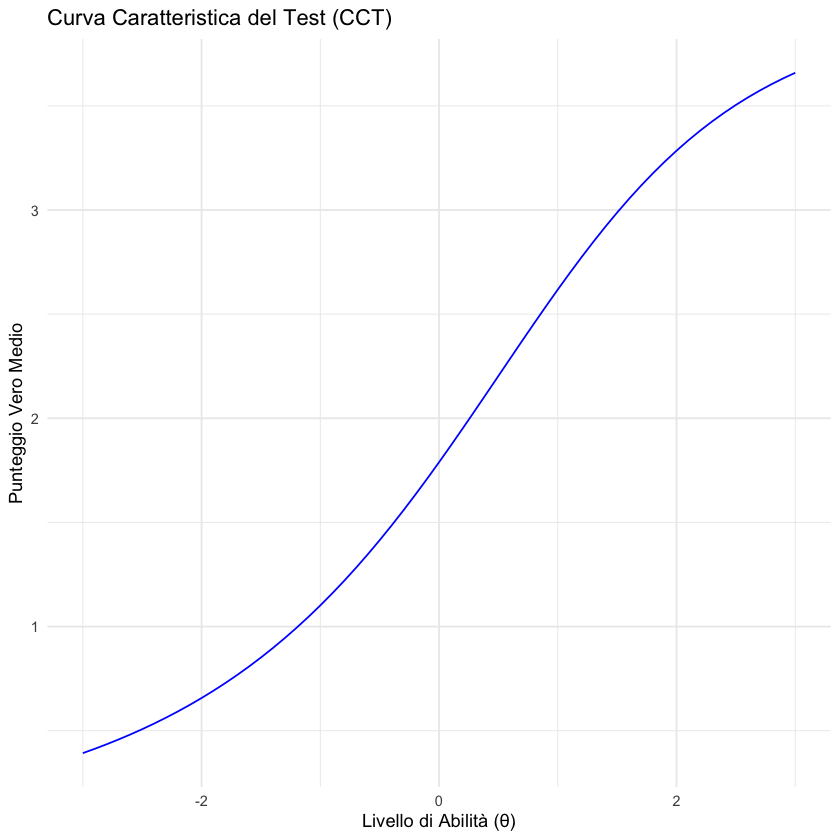 Curva Caratteristica del Test (CCT)
Punteggio Vero Medio
3
2
1
-2
0
2
Livello di Abilità (θ)